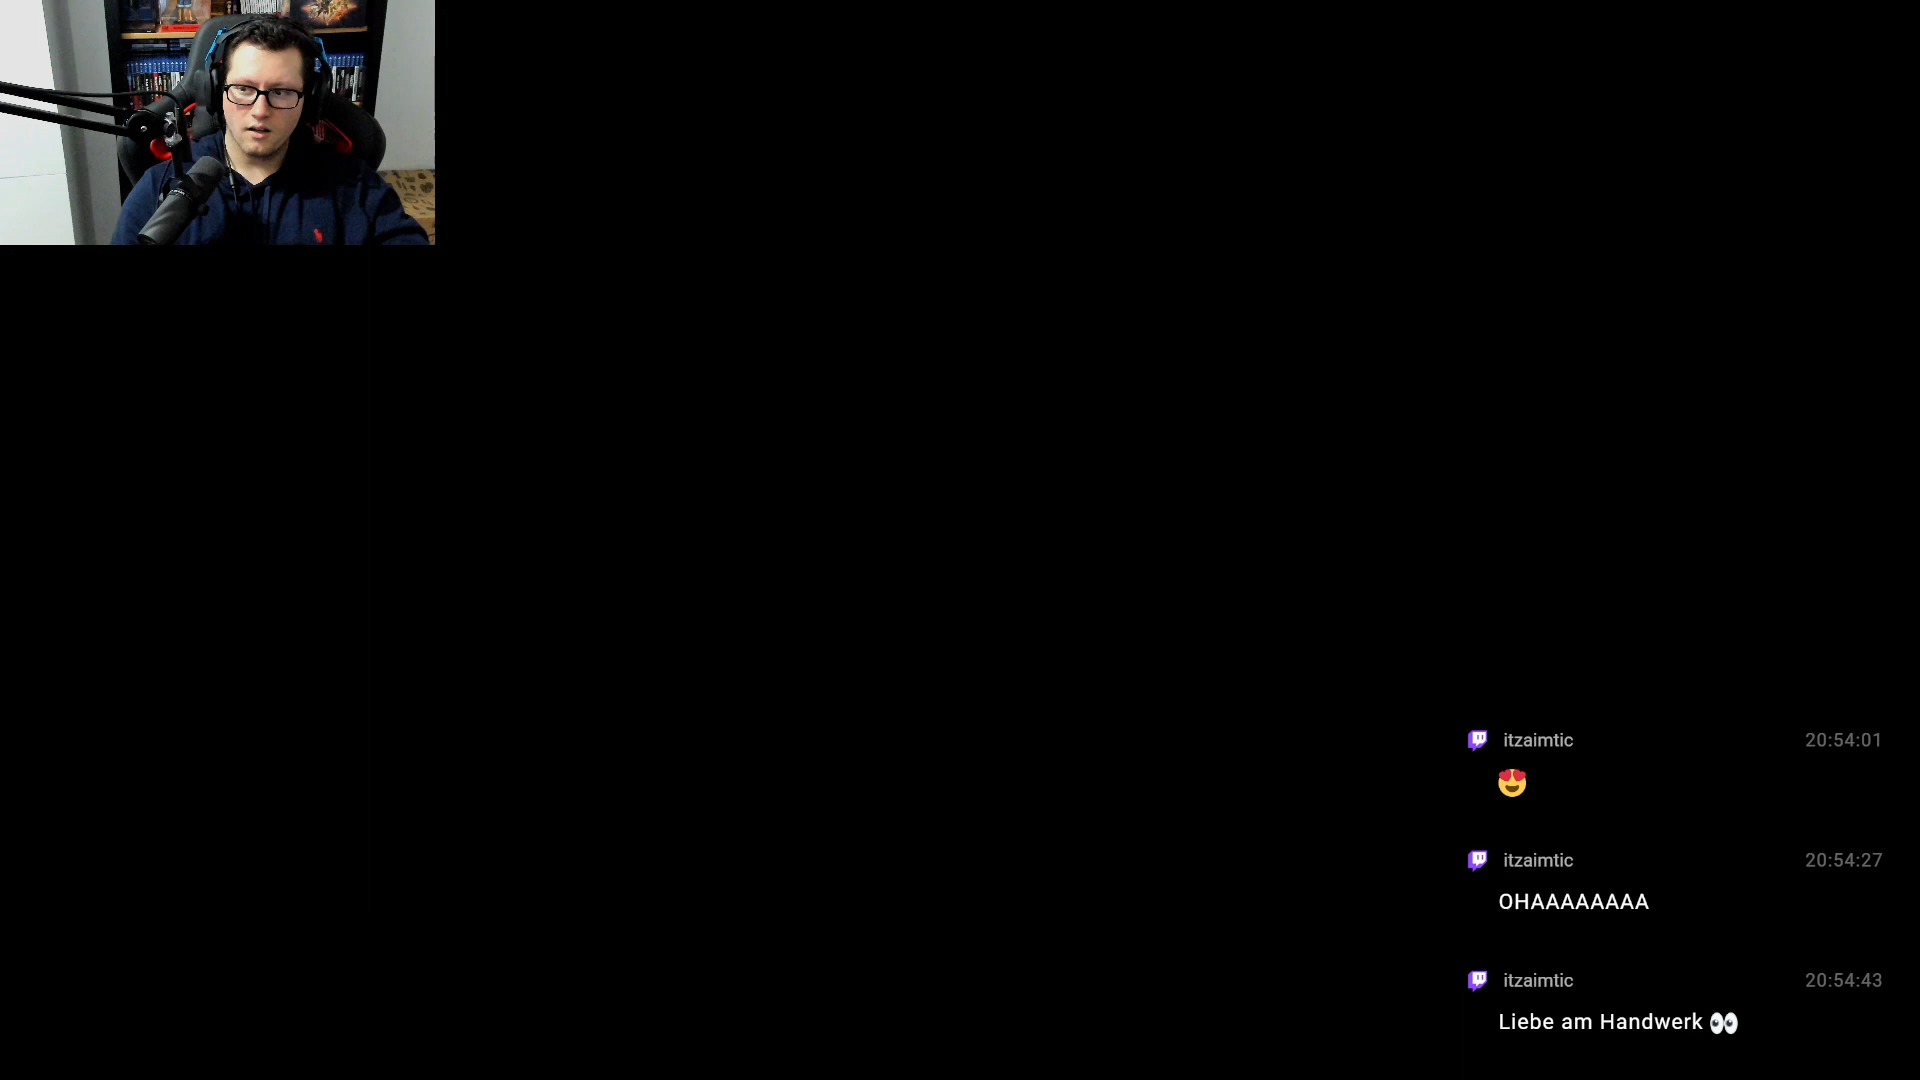 itzaimtic 20:54:01
😍
itzaimtic 20:54:27
OHAAAAAAAA
itzaimtic 20:54:43
Liebe am Handwerk 👀